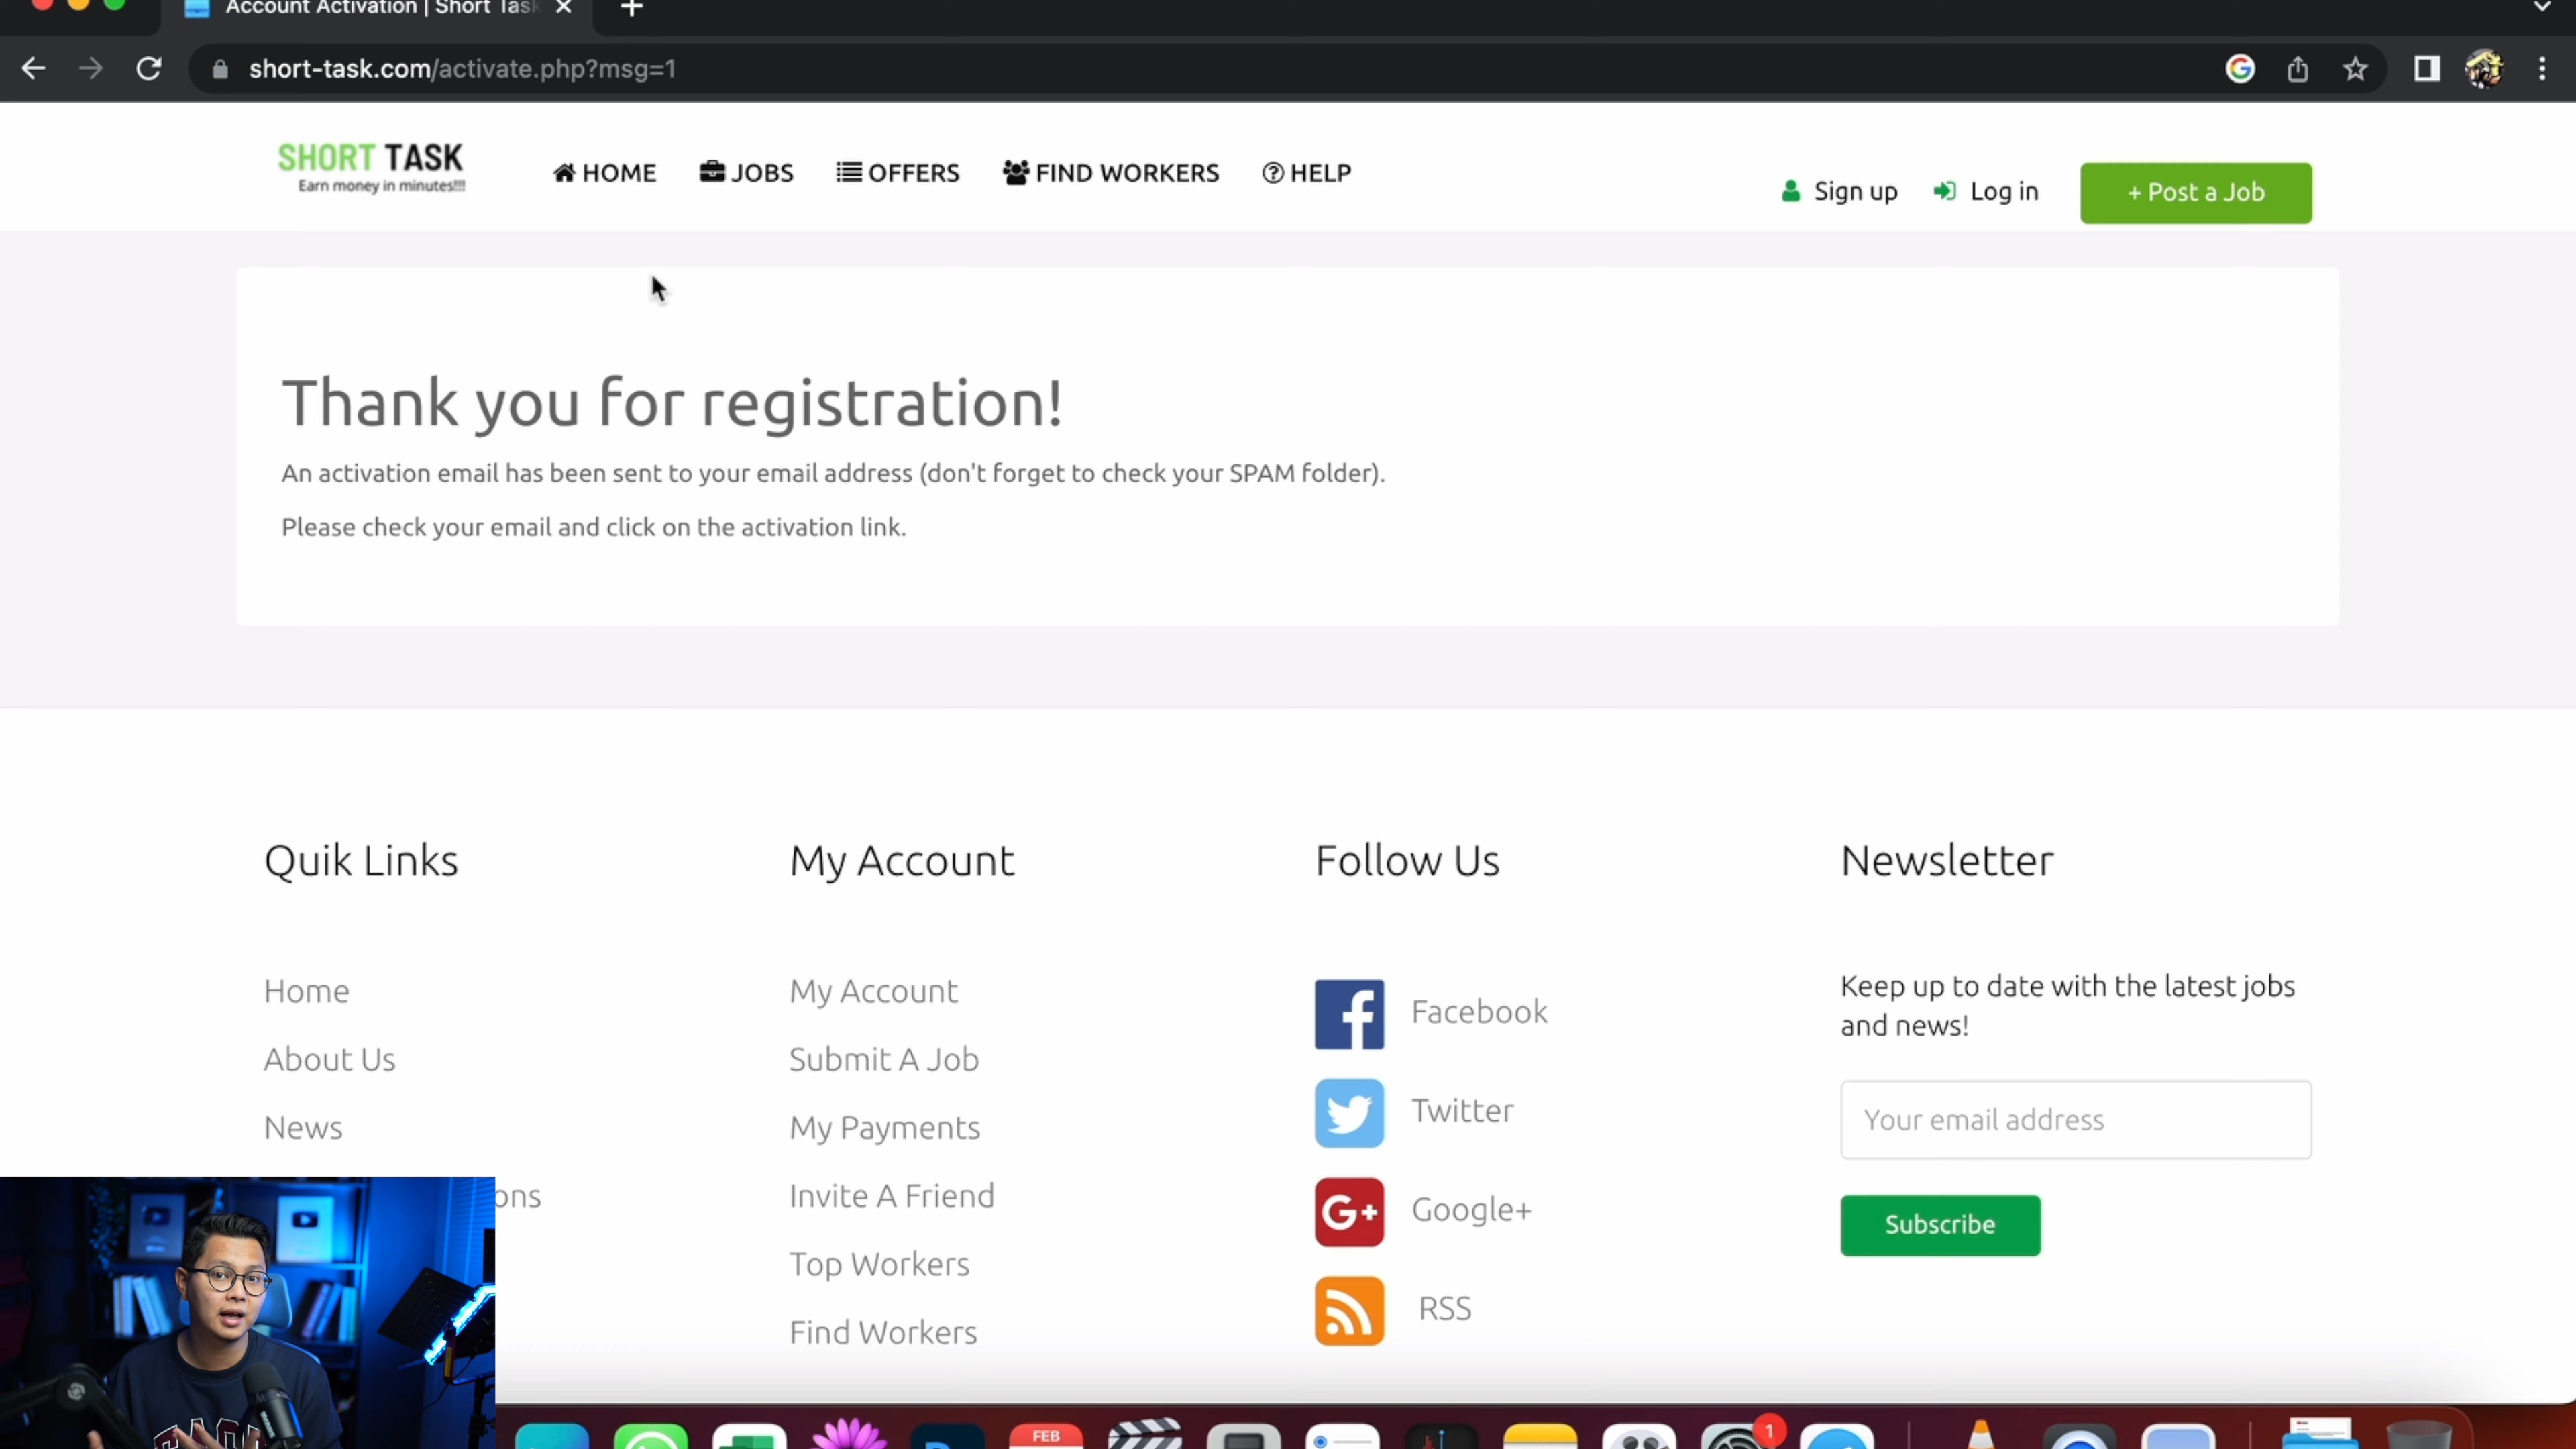 Account Activation | Short Task
short-task.com/activate.php?msg=1
SHORT TASK
Earn money in minutes!!!
HOME
JOBS
OFFERS
FIND WORKERS
HELP
Sign up
Log in
+ Post a Job
Thank you for registration!
An activation email has been sent to your email address (don't forget to check your SPAM folder).
Please check your email and click on the activation link.
Quik Links
My Account
Follow Us
Newsletter
Home
About Us
News
ons
My Account
Submit A Job
My Payments
Invite A Friend
Top Workers
Find Workers
Facebook
Twitter
G+
Google+
RSS
Keep up to date with the latest jobs
and news!
Your email address
Subscribe
FEB
1